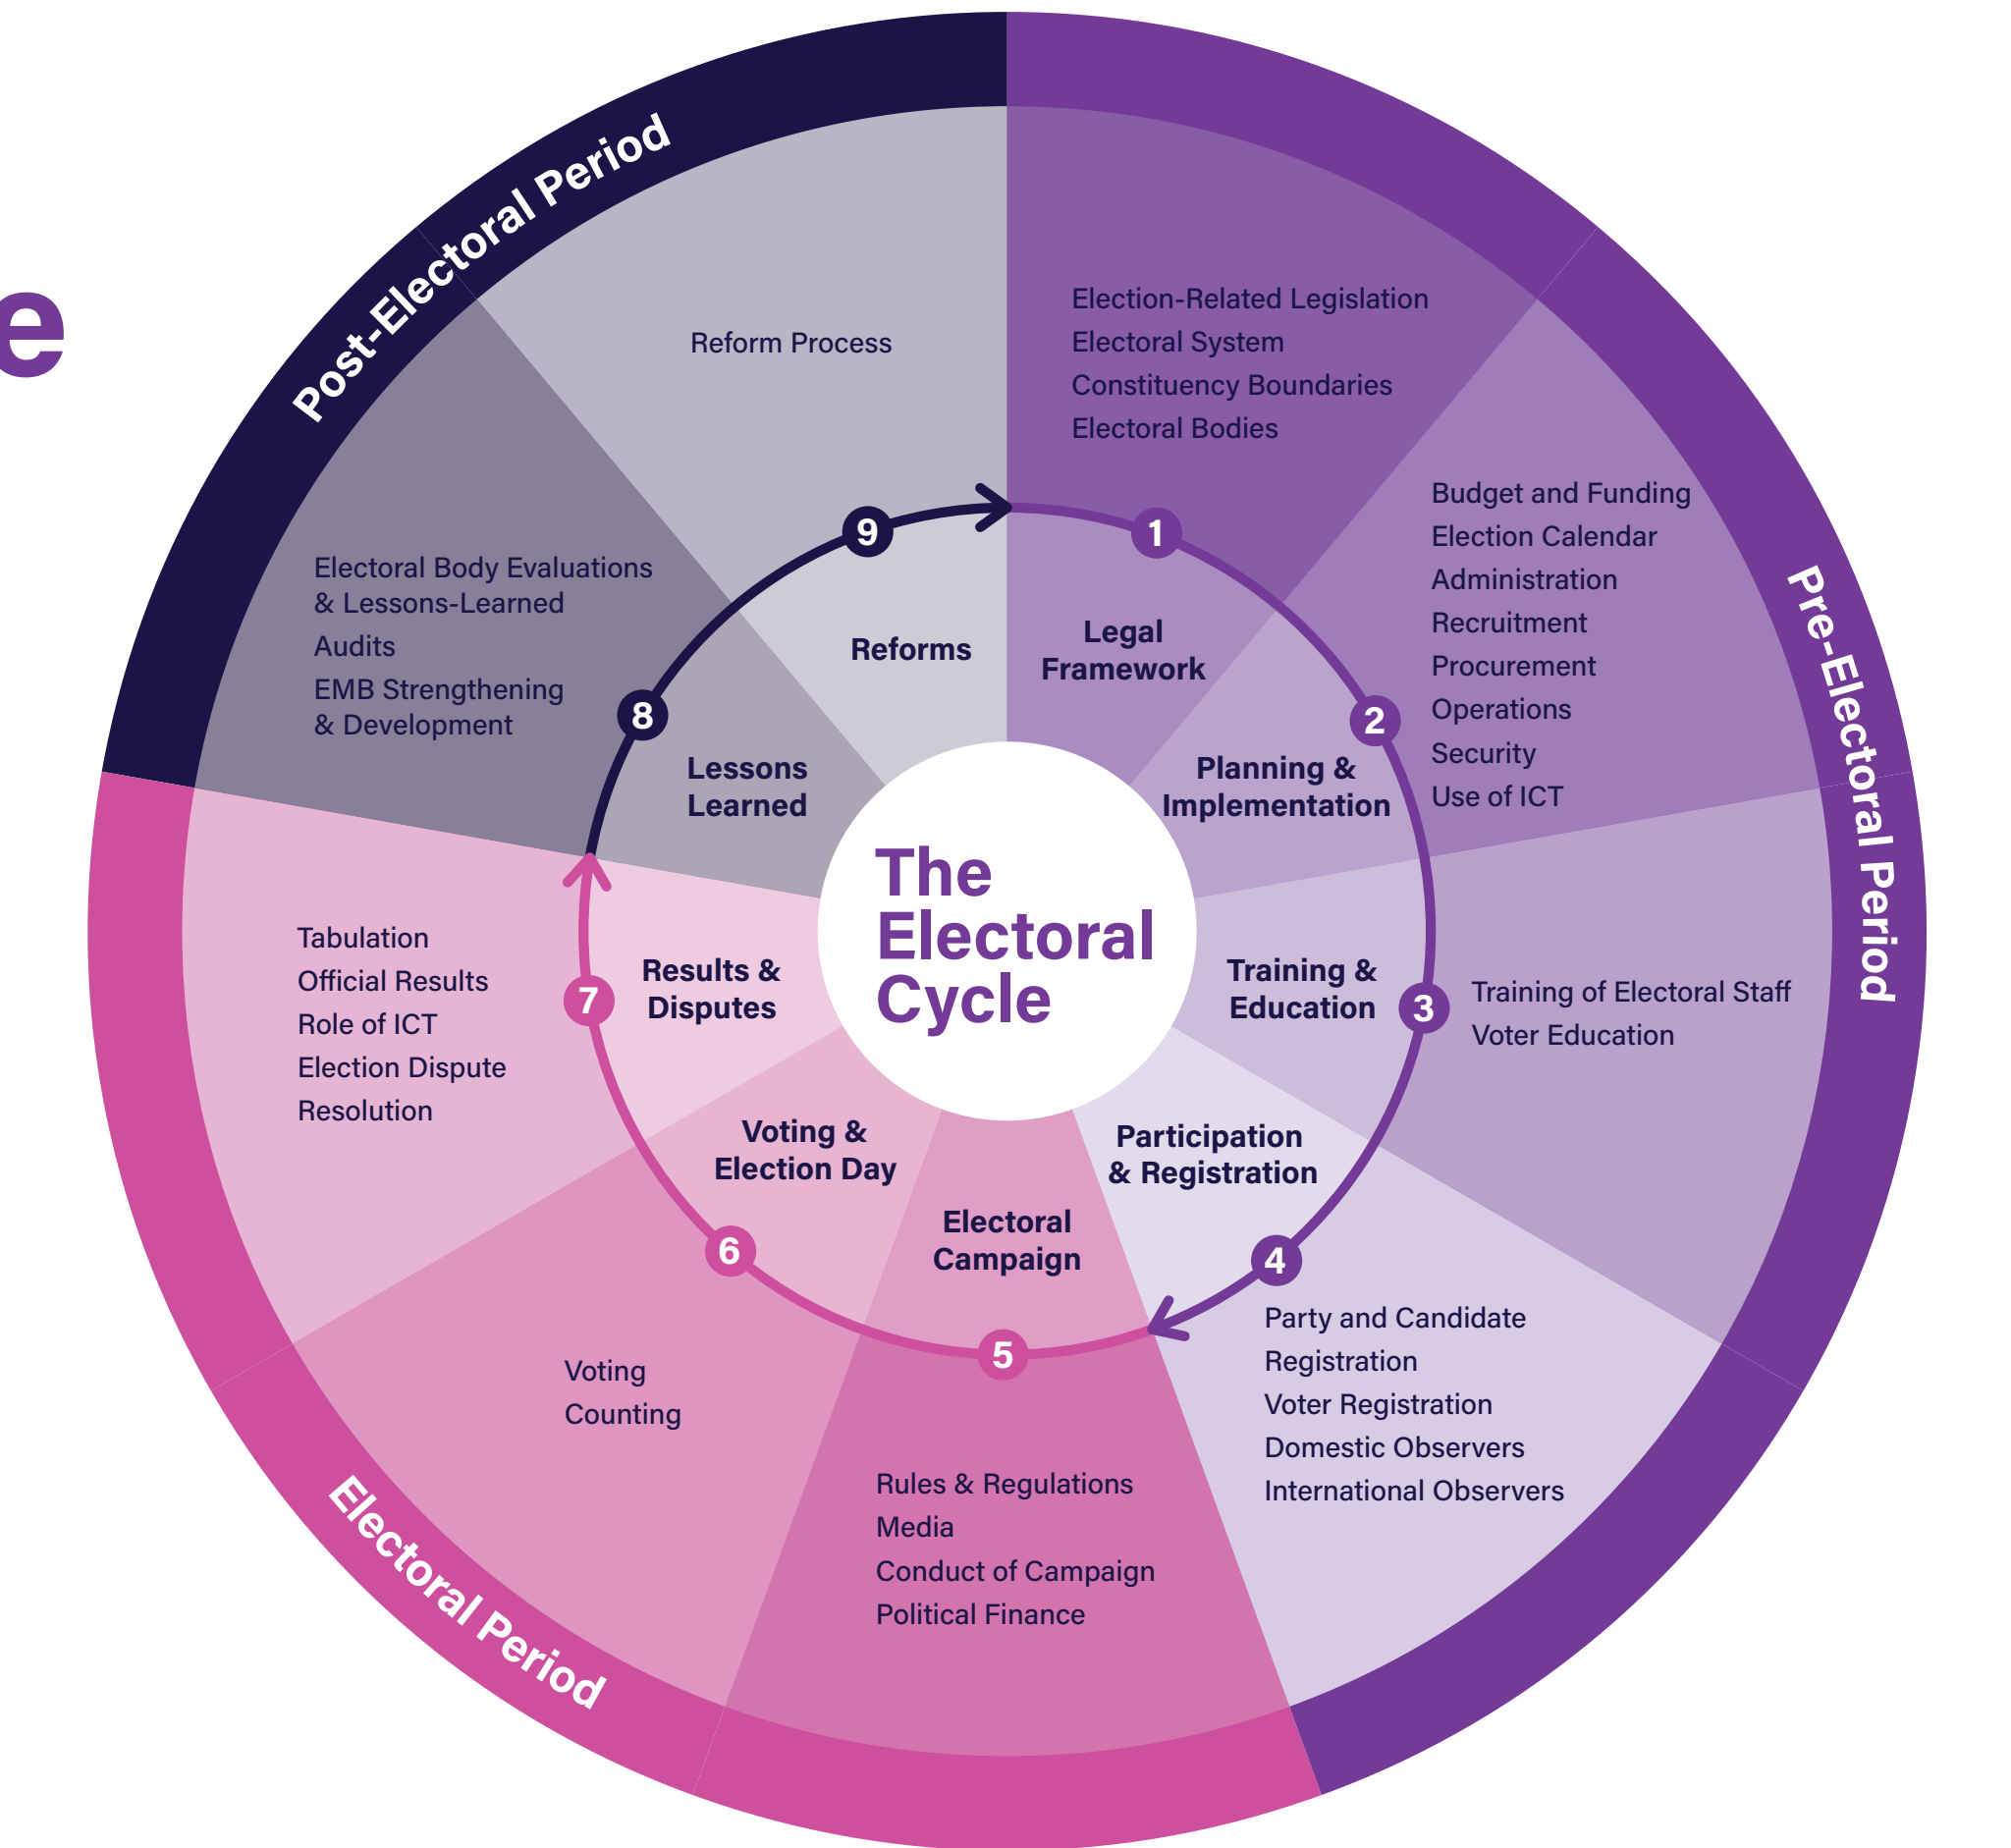 e
The
Electoral
Cycle
Pre-Electoral Period
1
Legal
Framework
Election-Related Legislation
Electoral System
Constituency Boundaries
Electoral Bodies
2
Planning &
Implementation
Budget and Funding
Election Calendar
Administration
Recruitment
Procurement
Operations
Security
Use of ICT
3
Training &
Education
Training of Electoral Staff
Voter Education
4
Participation
& Registration
Party and Candidate
Registration
Voter Registration
Domestic Observers
International Observers
Electoral Period
5
Electoral
Campaign
Rules & Regulations
Media
Conduct of Campaign
Political Finance
6
Voting &
Election Day
Voting
Counting
7
Results &
Disputes
Tabulation
Official Results
Role of ICT
Election Dispute
Resolution
Post-Electoral Period
8
Lessons
Learned
Electoral Body Evaluations
& Lessons-Learned
Audits
EMB Strengthening
& Development
9
Reforms
Reform Process